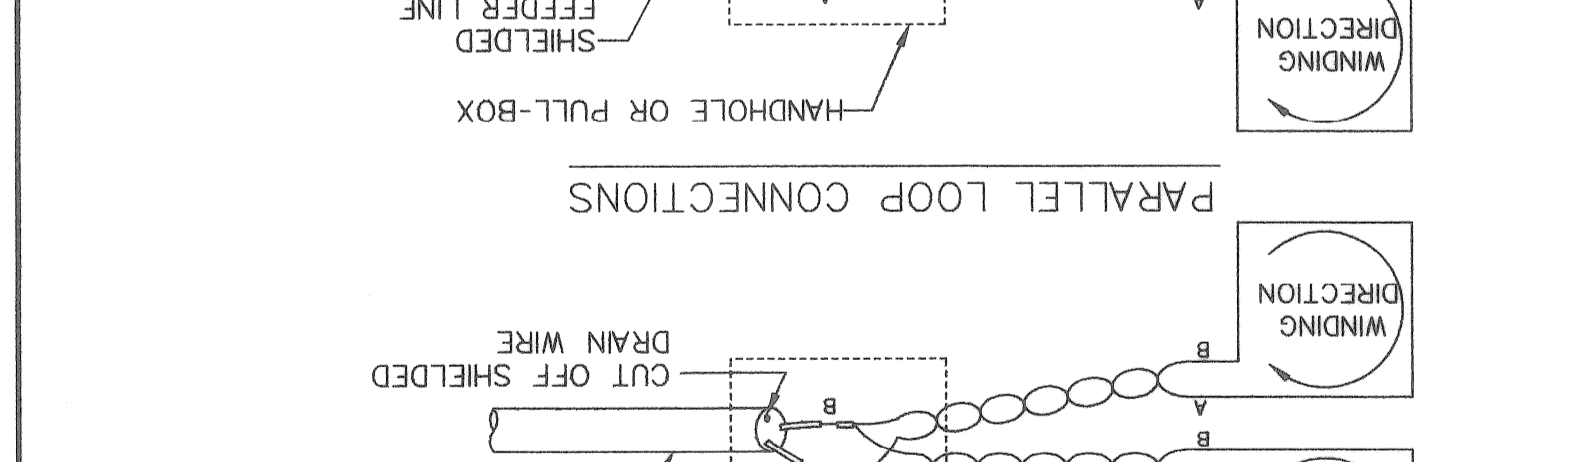 B
A
B
B
CUT OFF SHIELDED
DRAIN WIRE
WINDING
DIRECTION
PARALLEL LOOP CONNECTIONS
HANDHOLE OR PULL-BOX
WINDING
DIRECTION
SHIELDED
FEEDER LINE
A